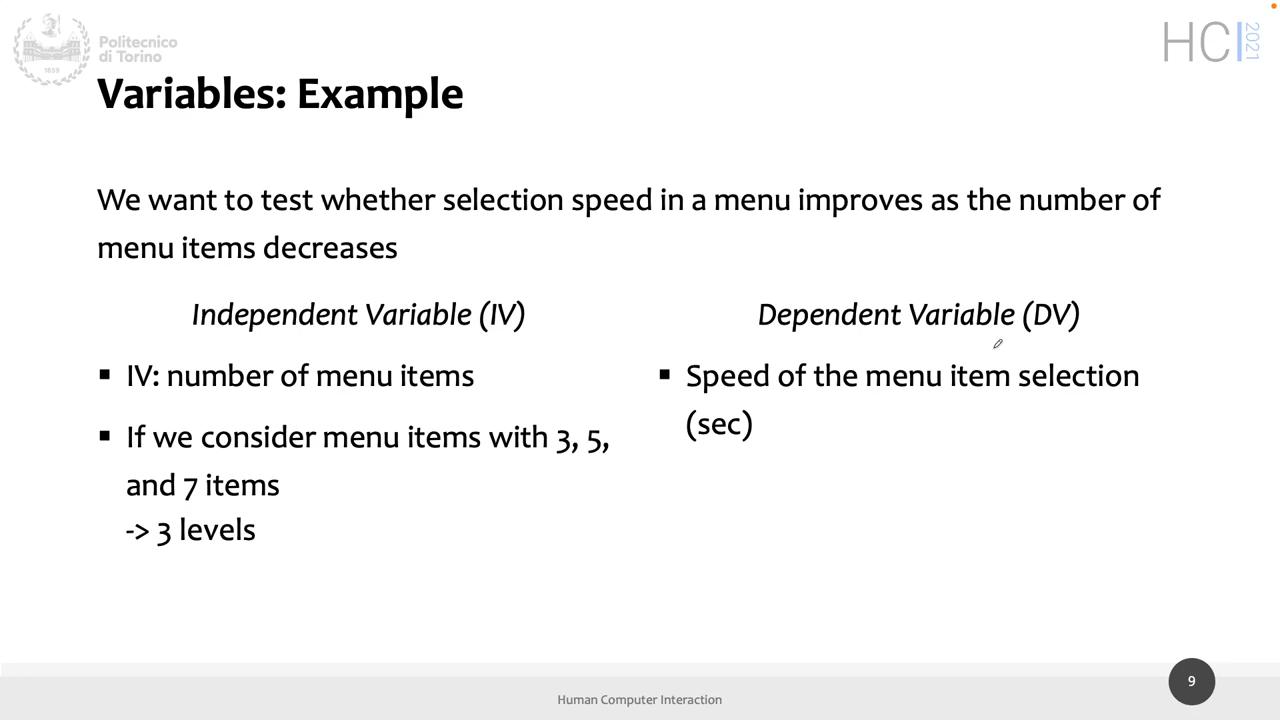 Politecnico
di Torino
1859
HCI 2021
Variables: Example
We want to test whether selection speed in a menu improves as the number of
menu items decreases
Independent Variable (IV)
▪ IV: number of menu items
▪ If we consider menu items with 3, 5,
and 7 items
-> 3 levels
Dependent Variable (DV)
▪ Speed of the menu item selection
(sec)
Human Computer Interaction
9